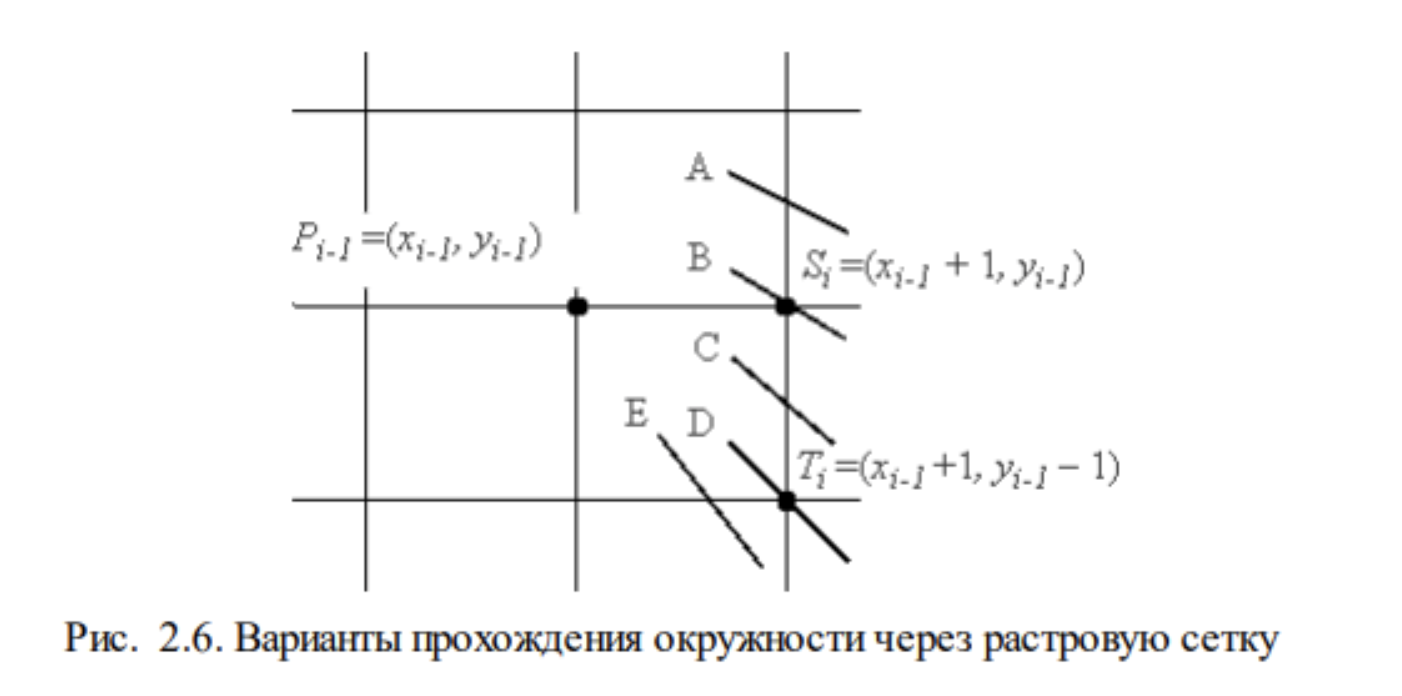 A
P_{i-1}=(x_{i-1}, y_{i-1})
B
S_i=(x_{i-1} + 1, y_{i-1})
C
E
D
T_i=(x_{i-1}+1, y_{i-1} − 1)
Рис. 2.6. Варианты прохождения окружности через растровую сетку